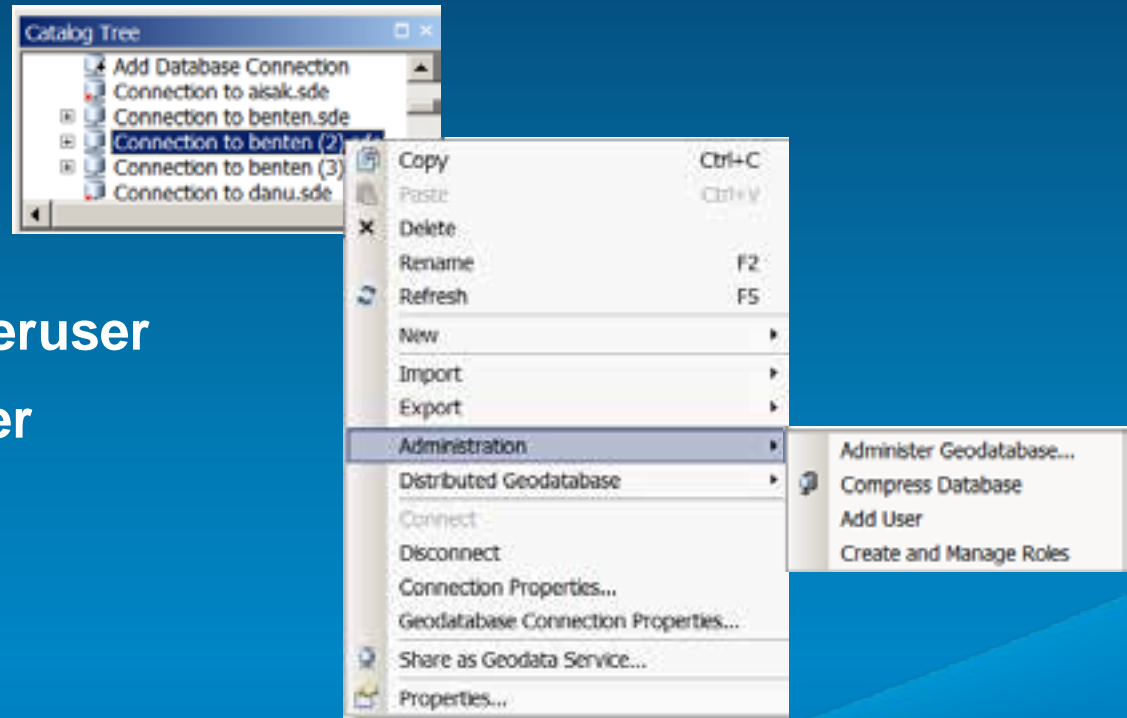 Catalog Tree
Add Database Connection
Connection to aisak.sde
Connection to benten.sde
Connection to benten (2).sde
Connection to benten (3)
Connection to danu.sde
eruser
er
Copy Ctrl+C
Paste Ctrl+V
Delete
Rename F2
Refresh F5
New
Import
Export
Administration
Distributed Geodatabase
Connect
Disconnect
Connection Properties...
Geodatabase Connection Properties...
Share as Geodata Service...
Properties...
Administer Geodatabase...
Compress Database
Add User
Create and Manage Roles